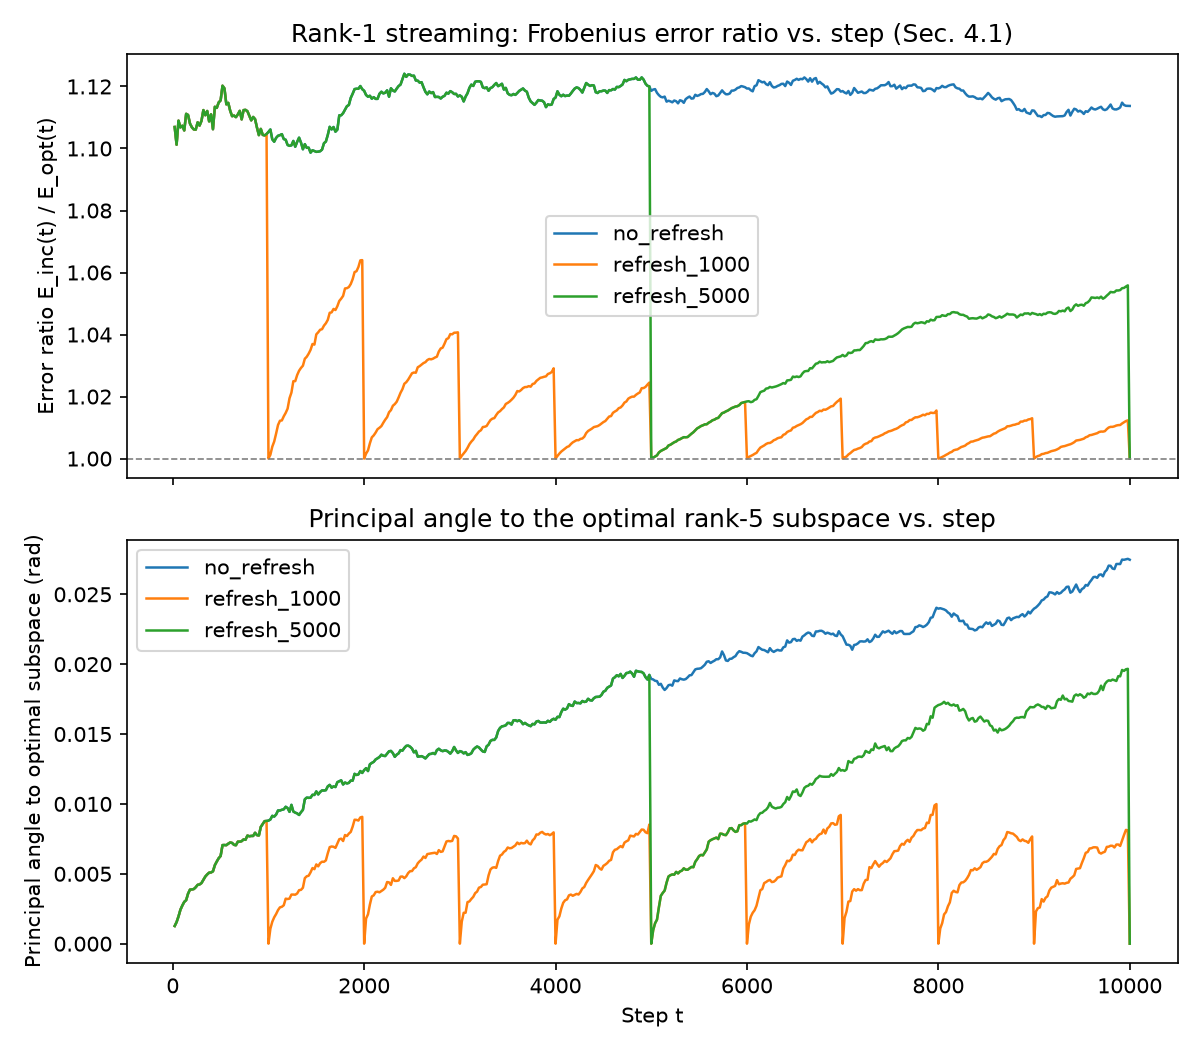 Rank-1 streaming: Frobenius error ratio vs. step (Sec. 4.1)
Error ratio E_inc(t) / E_opt(t)
1.12
1.10
1.08
1.06
1.04
1.02
1.00
no_refresh
refresh_1000
refresh_5000
Principal angle to the optimal rank-5 subspace vs. step
Principal angle to optimal subspace (rad)
0.025
0.020
0.015
0.010
0.005
0.000
no_refresh
refresh_1000
refresh_5000
0
2000
4000
6000
8000
10000
Step t